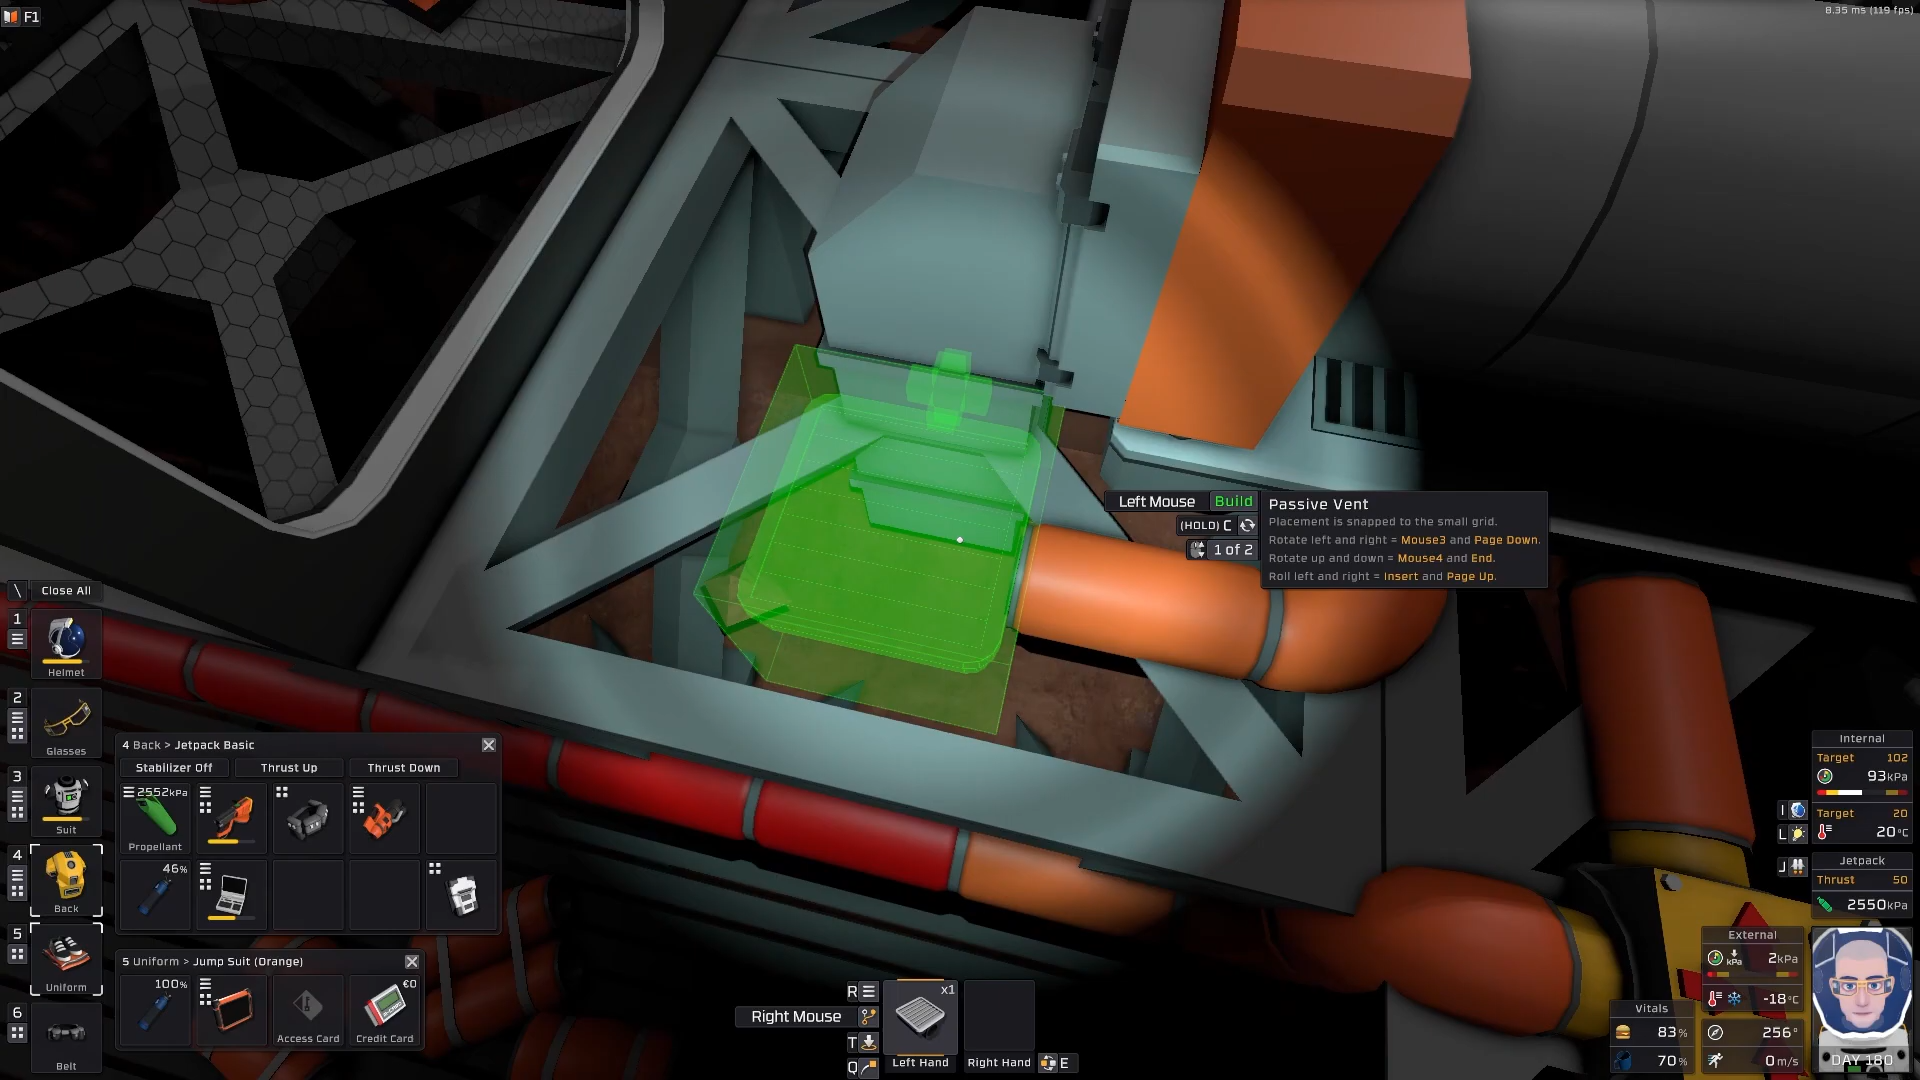 F1
8.35 ms (119 fps)
Left Mouse Build
(HOLD) C
1 of 2
Passive Vent
Placement is snapped to the small grid.
Rotate left and right = Mouse3 and Page Down.
Rotate up and down = Mouse4 and End.
Roll left and right = Insert and Page Up.
\ Close All
1
Helmet
2
Glasses
3
Suit
4
Back
5
Uniform
6
Belt
4 Back > Jetpack Basic
Stabilizer Off Thrust Up Thrust Down
2552kPa
Propellant
46%
5 Uniform > Jump Suit (Orange)
100%
€0
Access Card Credit Card
Right Mouse
R
T
Q
x1
Left Hand
Right Hand
E
Internal
Target 102
93kPa
Target 20
20°C
I
L
J
Jetpack
Thrust 50
2550kPa
External
kPa
2kPa
-18°C
256°
0m/s
Vitals
83%
70%
DAY 180